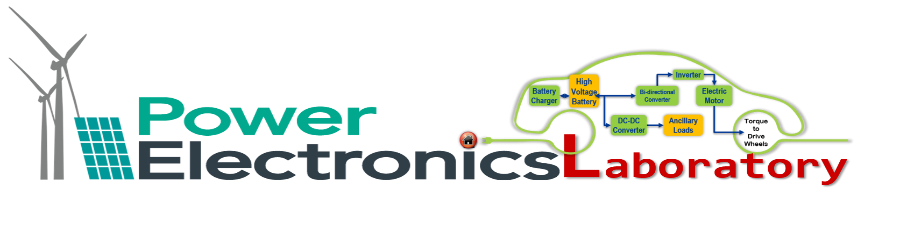 Power
Electronics
Laboratory
Battery
Charger
High
Voltage
Battery
Bi-directional
Converter
Inverter
Electric
Motor
DC-DC
Converter
Ancillary
Loads
Torque
to
Drive
Wheels